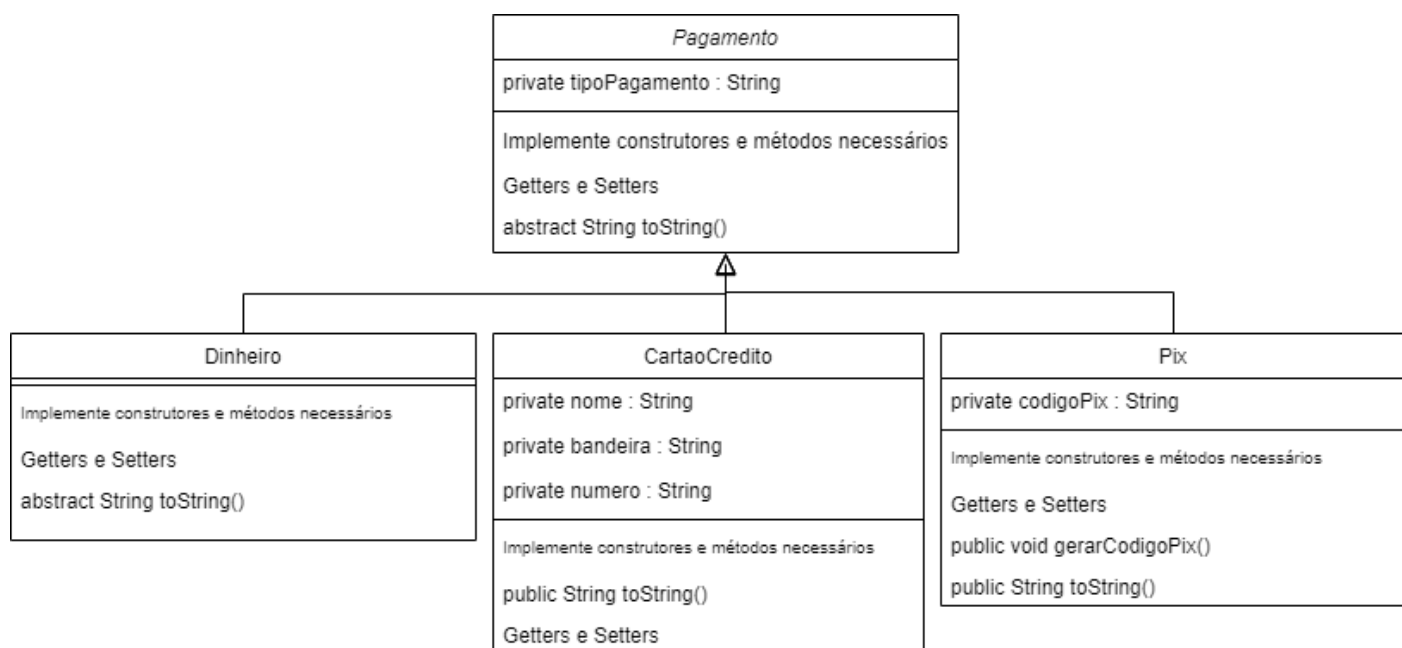 Pagamento
private tipoPagamento : String
Implemente construtores e métodos necessários
Getters e Setters
abstract String toString()
Dinheiro
Implemente construtores e métodos necessários
Getters e Setters
abstract String toString()
CartaoCredito
private nome : String
private bandeira : String
private numero : String
Implemente construtores e métodos necessários
public String toString()
Getters e Setters
Pix
private codigoPix : String
Implemente construtores e métodos necessários
Getters e Setters
public void gerarCodigoPix()
public String toString()